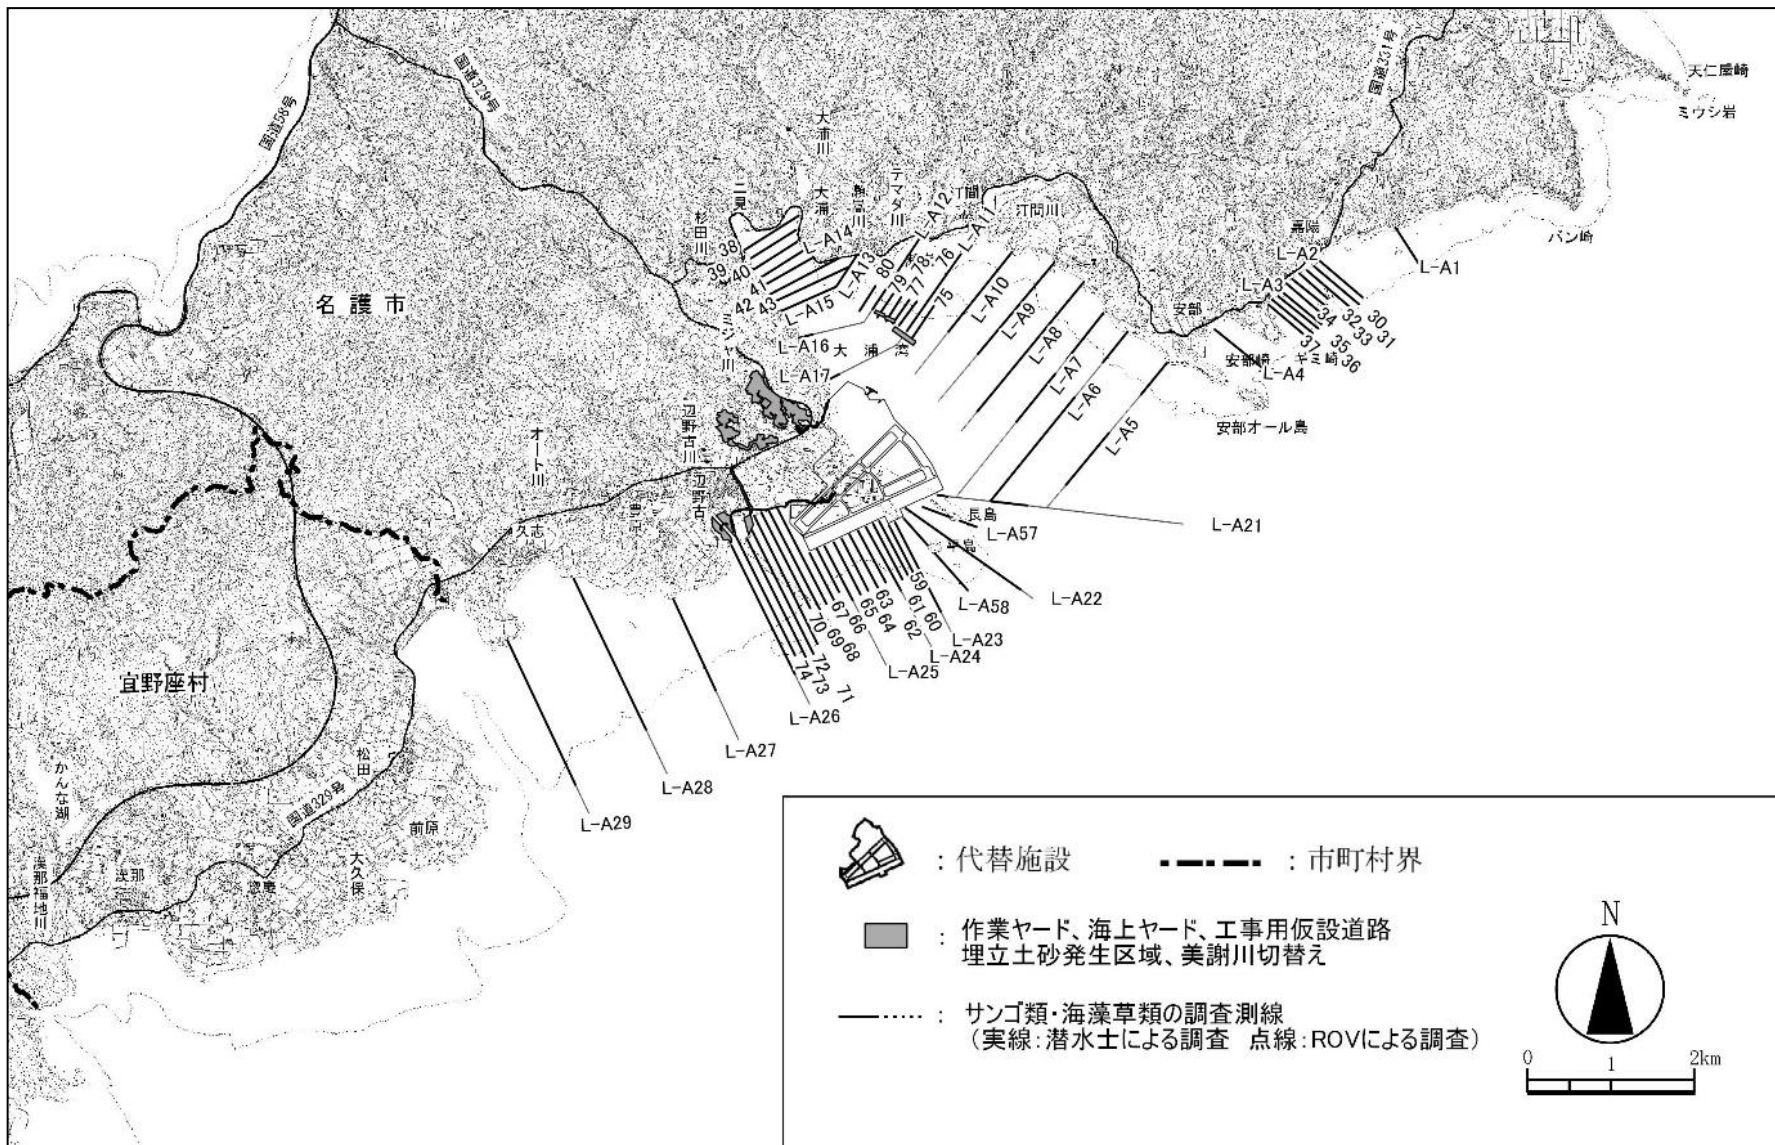 国道58号
国道329号
国道331号
天仁屋崎
ミウシ岩
バン崎
大浦川
二見
杉田川
大浦
テマタ川
汀間
汀間川
嘉陽
安部
安部崎
ギミ崎
安部オール島
名護市
大浦湾
辺野古川
辺野古
オート川
豊原
久志
長島
平島
宜野座村
かんな湖
漢那福地川
漢那
惣慶
松田
国道329号
前原
大久保
L-A1
L-A2
L-A3
L-A4
L-A5
L-A6
L-A7
L-A8
L-A9
L-A10
L-A11
L-A12
L-A13
L-A14
L-A15
L-A16
L-A17
L-A21
L-A22
L-A23
L-A24
L-A25
L-A26
L-A27
L-A28
L-A29
L-A57
L-A58
30
31
32
33
34
35
36
37
38
39
40
41
42
43
59
60
61
62
63
64
65
66
67
68
69
70
71
72
73
74
75
76
77
78
79
80
：代替施設
：市町村界
：作業ヤード、海上ヤード、工事用仮設道路
埋立土砂発生区域、美謝川切替え
：サンゴ類・海藻草類の調査測線
（実線：潜水士による調査 点線：ROVによる調査）
N
0 1 2km